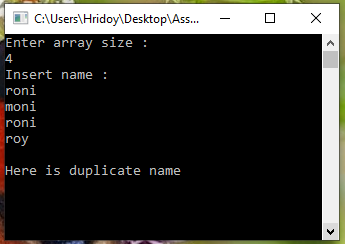 C:\Users\Hridoy\Desktop\Ass...
Enter array size :
4
Insert name :
roni
moni
roni
roy
Here is duplicate name